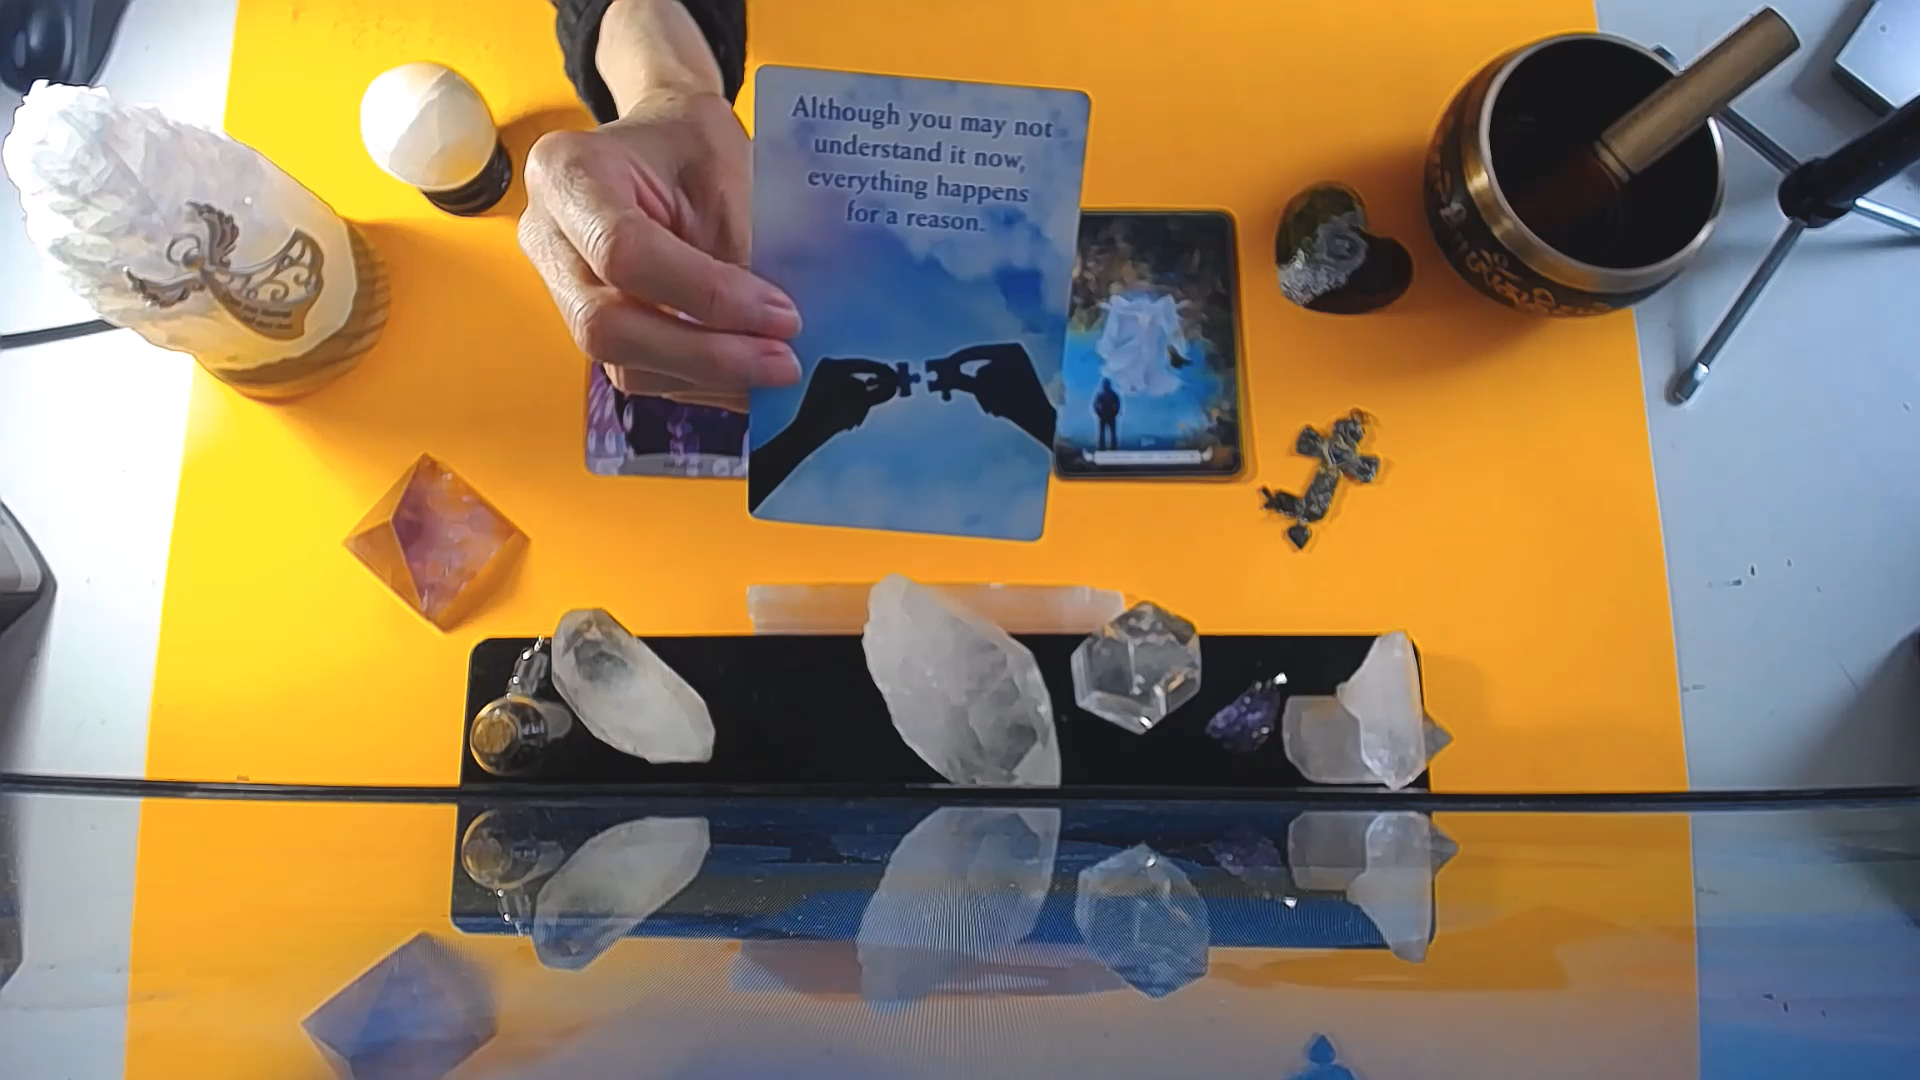 Although you may not
understand it now,
everything happens
for a reason.